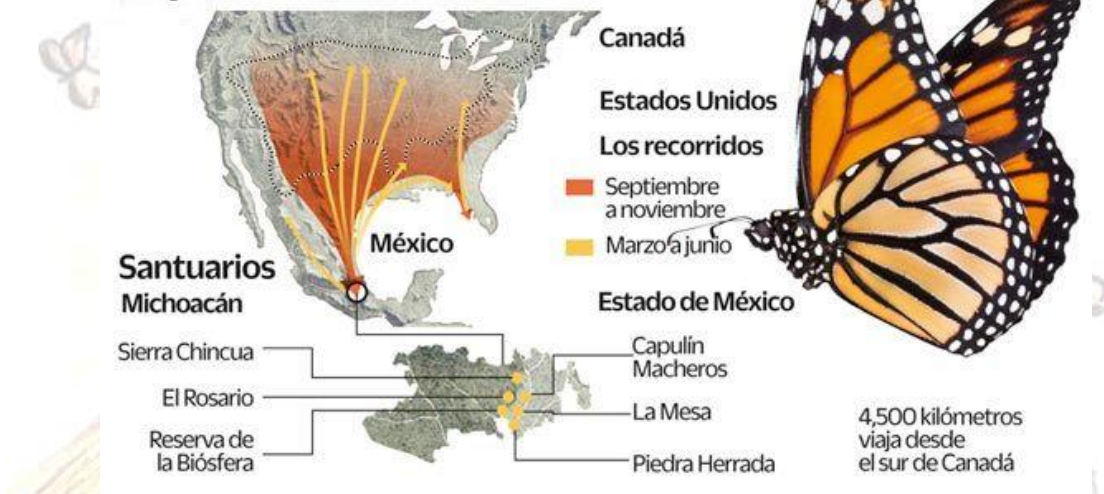 Canadá
Estados Unidos
Los recorridos
Septiembre
a noviembre
Marzo a junio
México
Santuarios
Michoacán
Sierra Chincua
El Rosario
Reserva de
la Biósfera
Estado de México
Capulín
Macheros
La Mesa
Piedra Herrada
4,500 kilómetros
viaja desde
el sur de Canadá